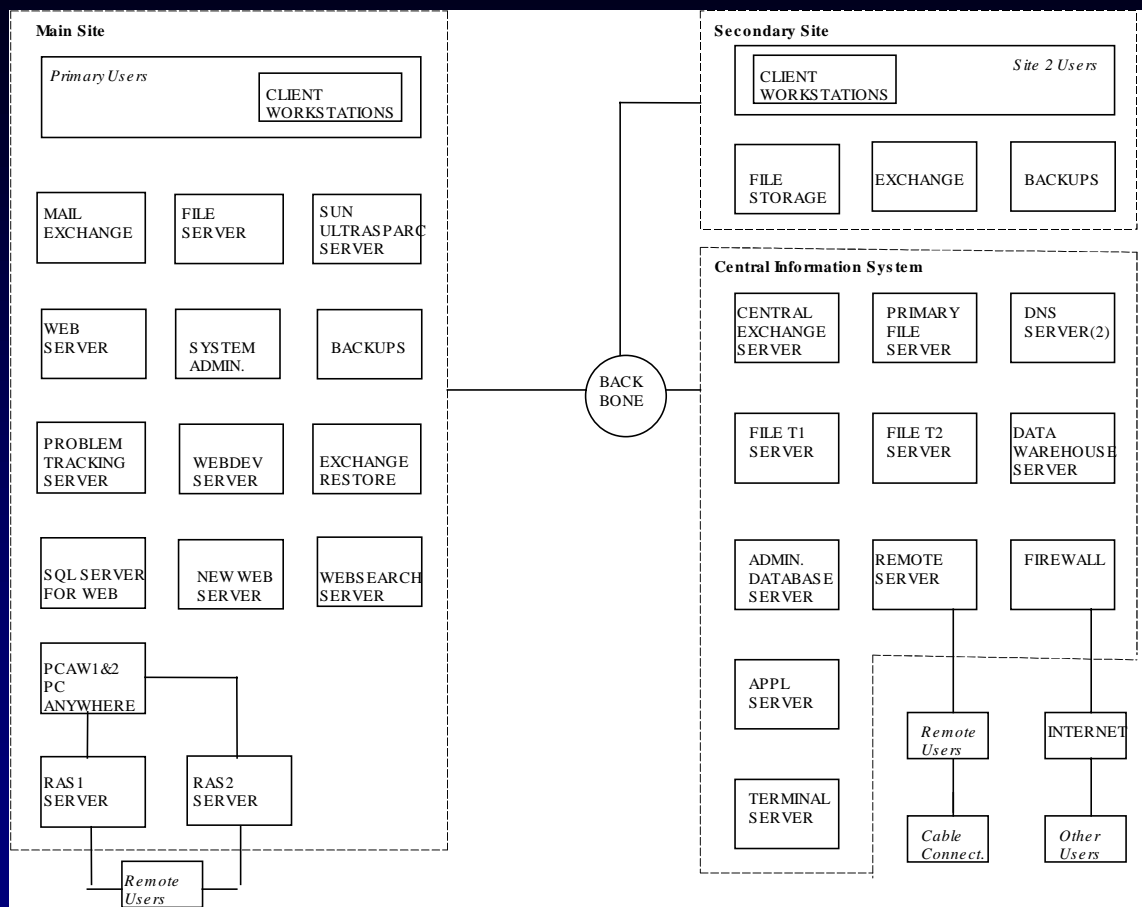 Main Site
Primary Users
CLIENT
WORKSTATIONS
MAIL
EXCHANGE
FILE
SERVER
SUN
ULTRASPARC
SERVER
WEB
SERVER
SYSTEM
ADMIN.
BACKUPS
PROBLEM
TRACKING
SERVER
WEBDEV
SERVER
EXCHANGE
RESTORE
SQL SERVER
FOR WEB
NEW WEB
SERVER
WEBSEARCH
SERVER
PCAW1&2
PC
ANYWHERE
RAS1
SERVER
RAS2
SERVER
Remote
Users
BACK
BONE
Secondary Site
CLIENT
WORKSTATIONS
Site 2 Users
FILE
STORAGE
EXCHANGE
BACKUPS
Central Information System
CENTRAL
EXCHANGE
SERVER
PRIMARY
FILE
SERVER
DNS
SERVER(2)
FILE T1
SERVER
FILE T2
SERVER
DATA
WAREHOUSE
SERVER
ADMIN.
DATABASE
SERVER
REMOTE
SERVER
FIREWALL
APPL
SERVER
Remote
Users
INTERNET
TERMINAL
SERVER
Cable
Connect.
Other
Users